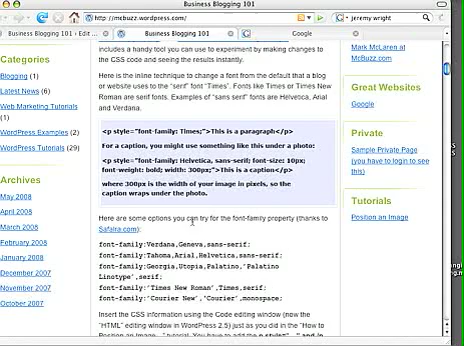 Business Blogging 101
http://mcbuzz.wordpress.com/
jeremy wright
Business Blogging 101 › Edit ...
Business Blogging 101
Google
Categories
Blogging (1)
Latest News (6)
Web Marketing Tutorials
(1)
WordPress Examples (2)
WordPress Tutorials (29)
Archives
May 2008
April 2008
March 2008
February 2008
January 2008
December 2007
November 2007
October 2007
includes a handy tool you can use to experiment by making changes to
the CSS code and seeing the results instantly.
Here is the inline technique to change a font from the default that a blog
or website uses to the "serif" font "Times". Fonts like Times or Times New
Roman are serif fonts. Examples of "sans serif" fonts are Helvetica, Arial
and Verdana.
<p style="font-family: Times;">This is a paragraph</p>
For a caption, you might use something like this under a photo:
<p style="font-family: Helvetica, sans-serif; font-size: 10px;
font-weight: bold; width: 300px;">This is a caption</p>
where 300px is the width of your image in pixels, so the
caption wraps under the photo.
Here are some options you can try for the font-family property (thanks to
Safalra.com):
font-family:Verdana,Geneva,sans-serif;
font-family:Tahoma,Arial,Helvetica,sans-serif;
font-family:Georgia,Utopia,Palatino,'Palatino
Linotype',serif;
font-family:'Times New Roman',Times,serif;
font-family:'Courier New','Courier',monospace;
Insert the CSS information using the Code editing window (now the
"HTML" editing window in WordPress 2.5) just as you did in the "How to
Mark McLaren at
McBuzz.com
Great Websites
Google
Private
Sample Private Page
(you have to login to see
this)
Tutorials
Position an Image